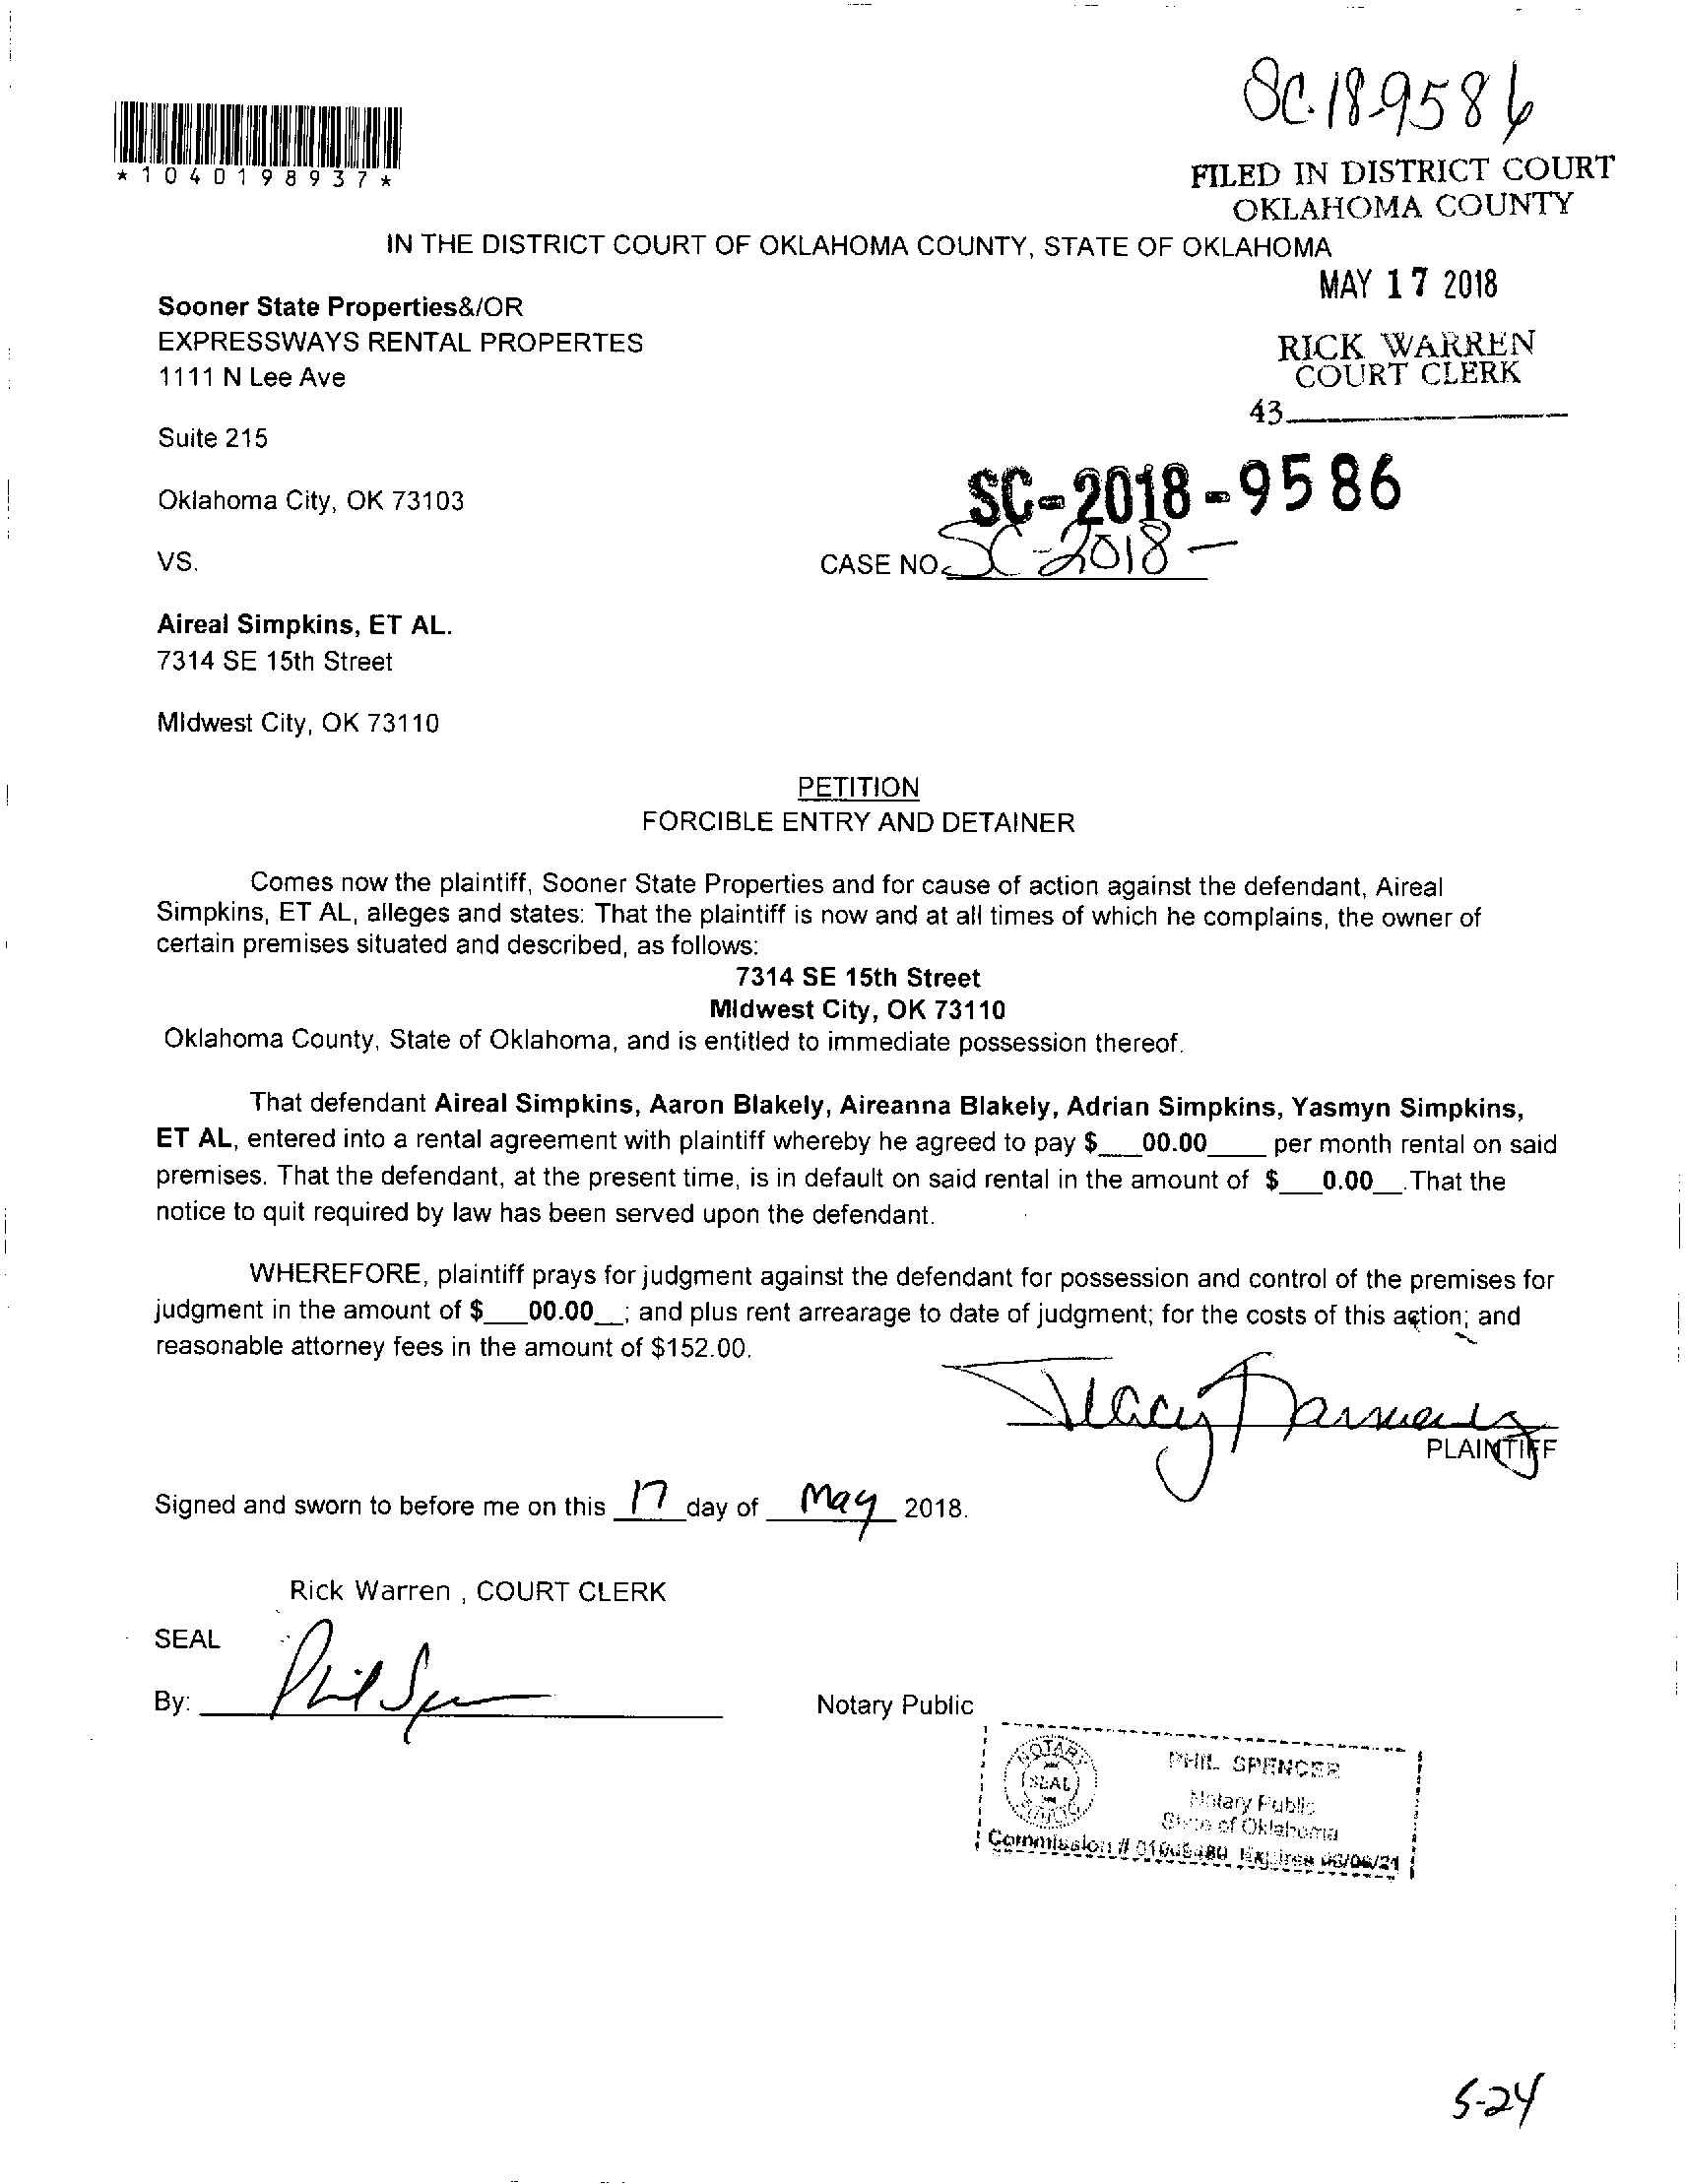 SC-18-9586
*1040198937*
FILED IN DISTRICT COURT
OKLAHOMA COUNTY
IN THE DISTRICT COURT OF OKLAHOMA COUNTY, STATE OF OKLAHOMA
MAY 17 2018
Sooner State Properties&/OR
EXPRESSWAYS RENTAL PROPERTES
1111 N Lee Ave
RICK WARREN
COURT CLERK
43
Suite 215
Oklahoma City, OK 73103
SC-2018-9586
VS.
CASE NO. SC-2018-
Aireal Simpkins, ET AL.
7314 SE 15th Street
MIdwest City, OK 73110
PETITION
FORCIBLE ENTRY AND DETAINER
Comes now the plaintiff, Sooner State Properties and for cause of action against the defendant, Aireal
Simpkins, ET AL, alleges and states: That the plaintiff is now and at all times of which he complains, the owner of
certain premises situated and described, as follows:
7314 SE 15th Street
MIdwest City, OK 73110
Oklahoma County, State of Oklahoma, and is entitled to immediate possession thereof.
That defendant Aireal Simpkins, Aaron Blakely, Aireanna Blakely, Adrian Simpkins, Yasmyn Simpkins,
ET AL, entered into a rental agreement with plaintiff whereby he agreed to pay $___00.00____ per month rental on said
premises. That the defendant, at the present time, is in default on said rental in the amount of $___0.00__.That the
notice to quit required by law has been served upon the defendant.
WHEREFORE, plaintiff prays for judgment against the defendant for possession and control of the premises for
judgment in the amount of $___00.00__; and plus rent arrearage to date of judgment; for the costs of this action; and
reasonable attorney fees in the amount of $152.00.
PLAINTIFF
Signed and sworn to before me on this 17 day of May 2018.
Rick Warren , COURT CLERK
SEAL
By: Phil Spencer
Notary Public
NOTARY
SEAL
PUBLIC
PHIL SPENCER
Notary Public
State of Oklahoma
Commission # Expires
5-24